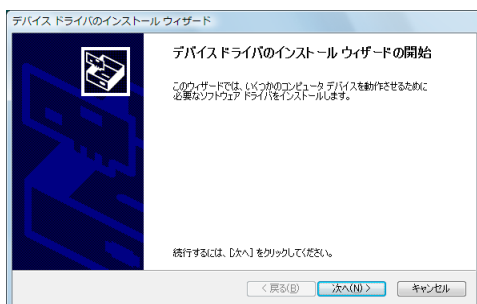 デバイス ドライバのインストール ウィザード
デバイス ドライバのインストール ウィザードの開始
このウィザードでは、いくつかのコンピュータ デバイスを動作させるために
必要なソフトウェア ドライバをインストールします。
続行するには、[次へ] をクリックしてください。
< 戻る(B) 次へ(N) > キャンセル